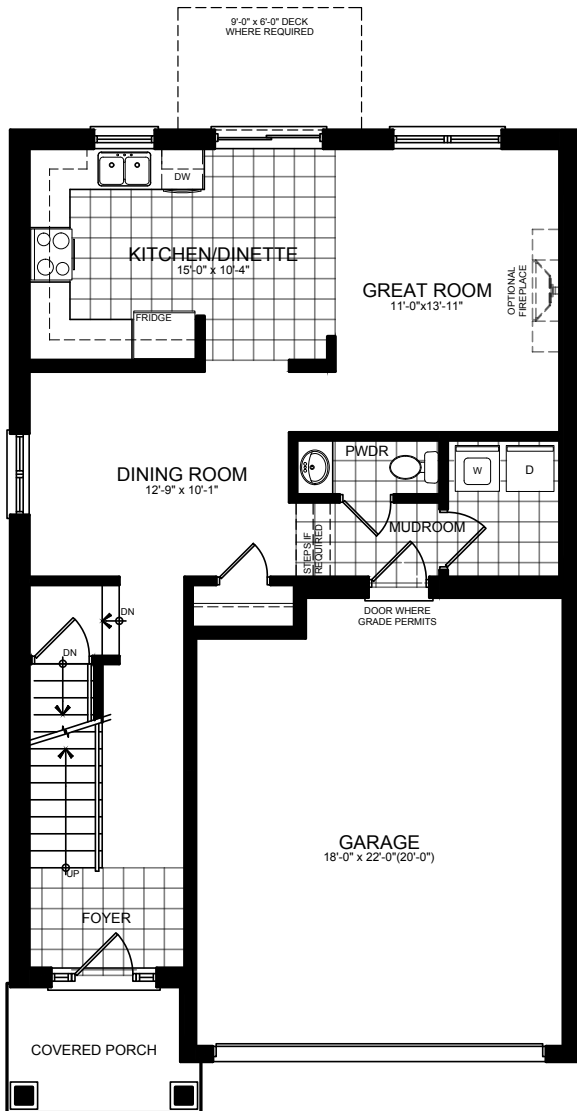 9'-0" x 6'-0" DECK
WHERE REQUIRED
DW
KITCHEN/DINETTE
15'-0" x 10'-4"
GREAT ROOM
11'-0"x13'-11"
OPTIONAL
FIREPLACE
FRIDGE
PWDR
W
D
DINING ROOM
12'-9" x 10'-1"
MUDROOM
STEPS IF
REQUIRED
DN
DOOR WHERE
GRADE PERMITS
DN
GARAGE
18'-0" x 22'-0"(20'-0")
UP
FOYER
COVERED PORCH